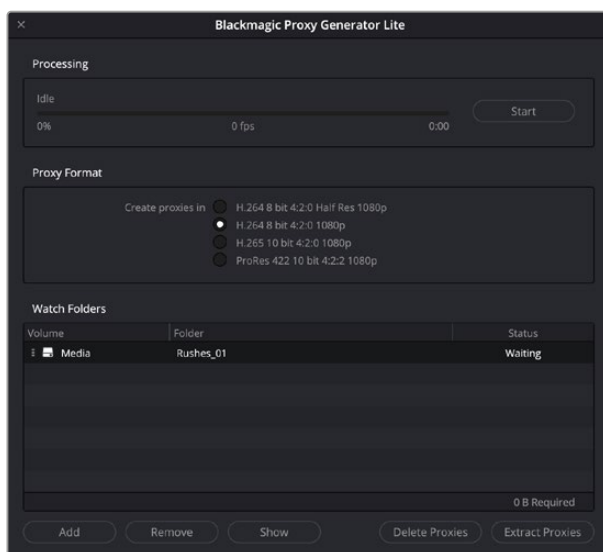 Blackmagic Proxy Generator Lite
Processing
Idle
Start
0% 0 fps 0:00
Proxy Format
Create proxies in H.264 8 bit 4:2:0 Half Res 1080p
H.264 8 bit 4:2:0 1080p
H.265 10 bit 4:2:0 1080p
ProRes 422 10 bit 4:2:2 1080p
Watch Folders
Volume Folder Status
Media Rushes_01 Waiting
0 B Required
Add Remove Show Delete Proxies Extract Proxies